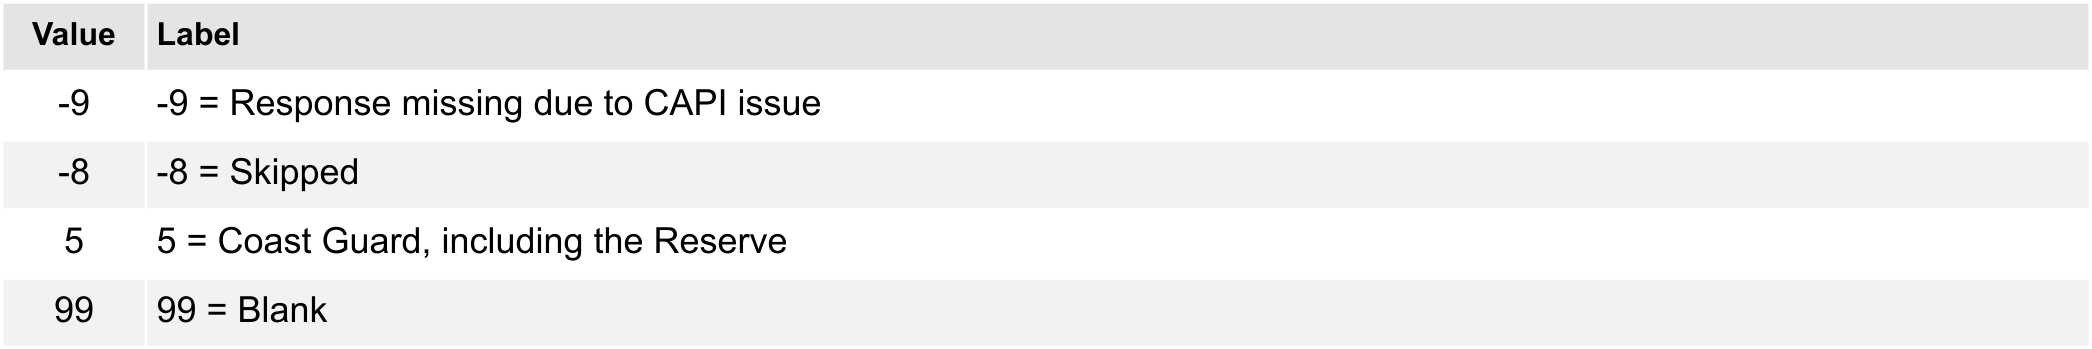 Value Label
-9 -9 = Response missing due to CAPI issue
-8 -8 = Skipped
5 5 = Coast Guard, including the Reserve
99 99 = Blank